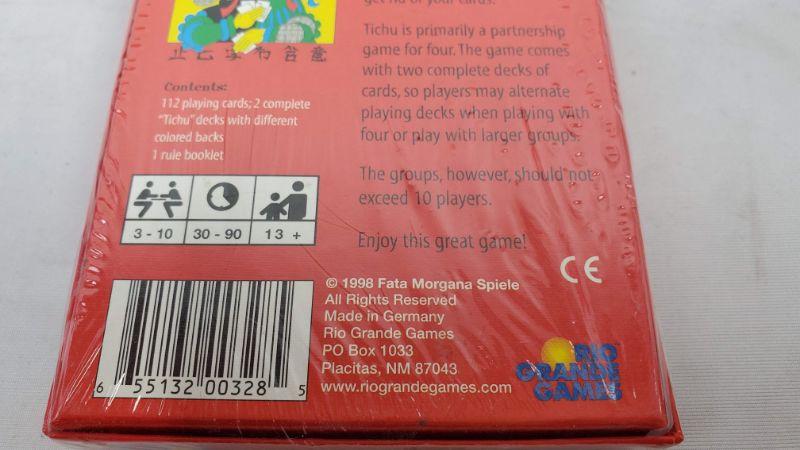 get rid of your cards.
Tichu is primarily a partnership
game for four. The game comes
with two complete decks of
cards, so players may alternate
playing decks when playing with
four or play with larger groups.
The groups, however, should not
exceed 10 players.
Enjoy this great game!
Contents:
112 playing cards; 2 complete
"Tichu" decks with different
colored backs
1 rule booklet
3 - 10
30 - 90
13 +
6 55132 00328 5
© 1998 Fata Morgana Spiele
All Rights Reserved
Made in Germany
Rio Grande Games
PO Box 1033
Placitas, NM 87043
www.riograndegames.com
CE
RIO
GRANDE
GAMES